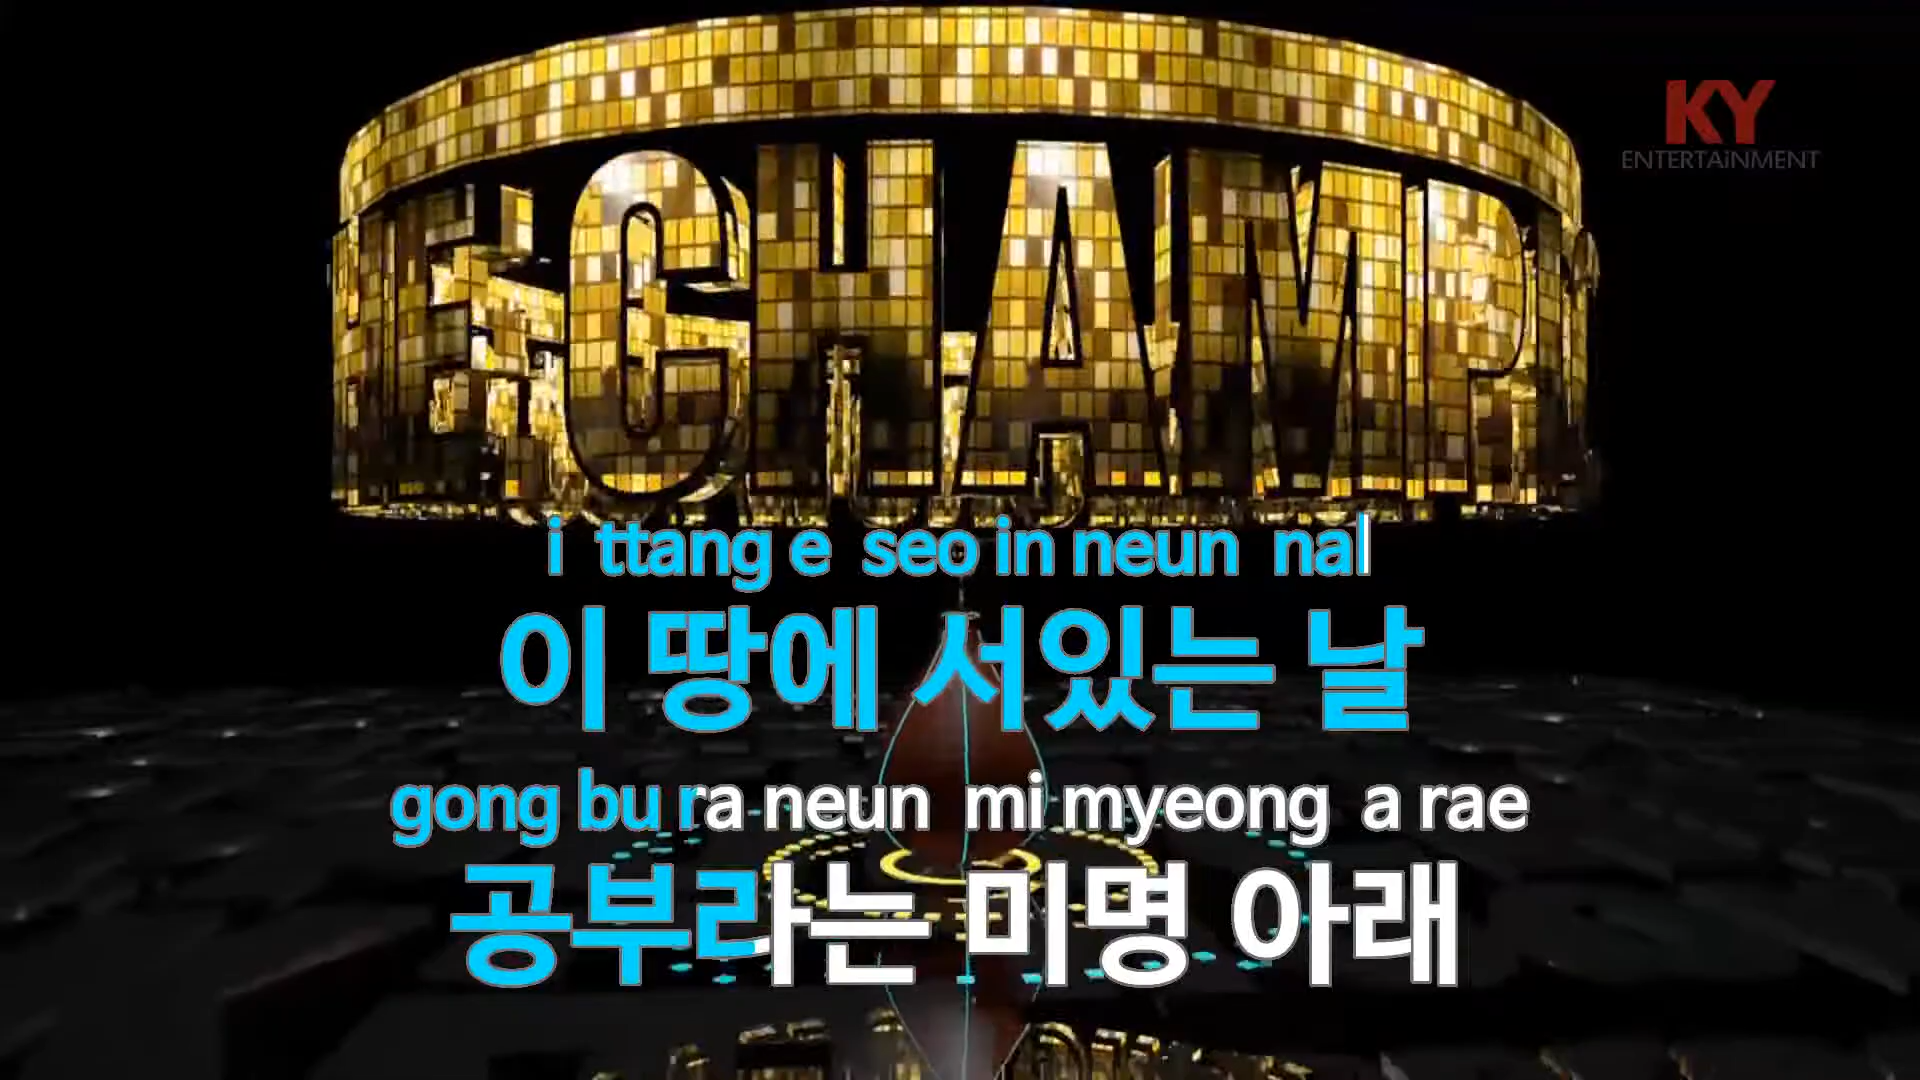 KY
ENTERTAiNMENT
E CHAMPI
i ttang e seo in neun nal
이 땅에 서있는 날
gong bu ra neun mi myeong a rae
공부라는 미명 아래